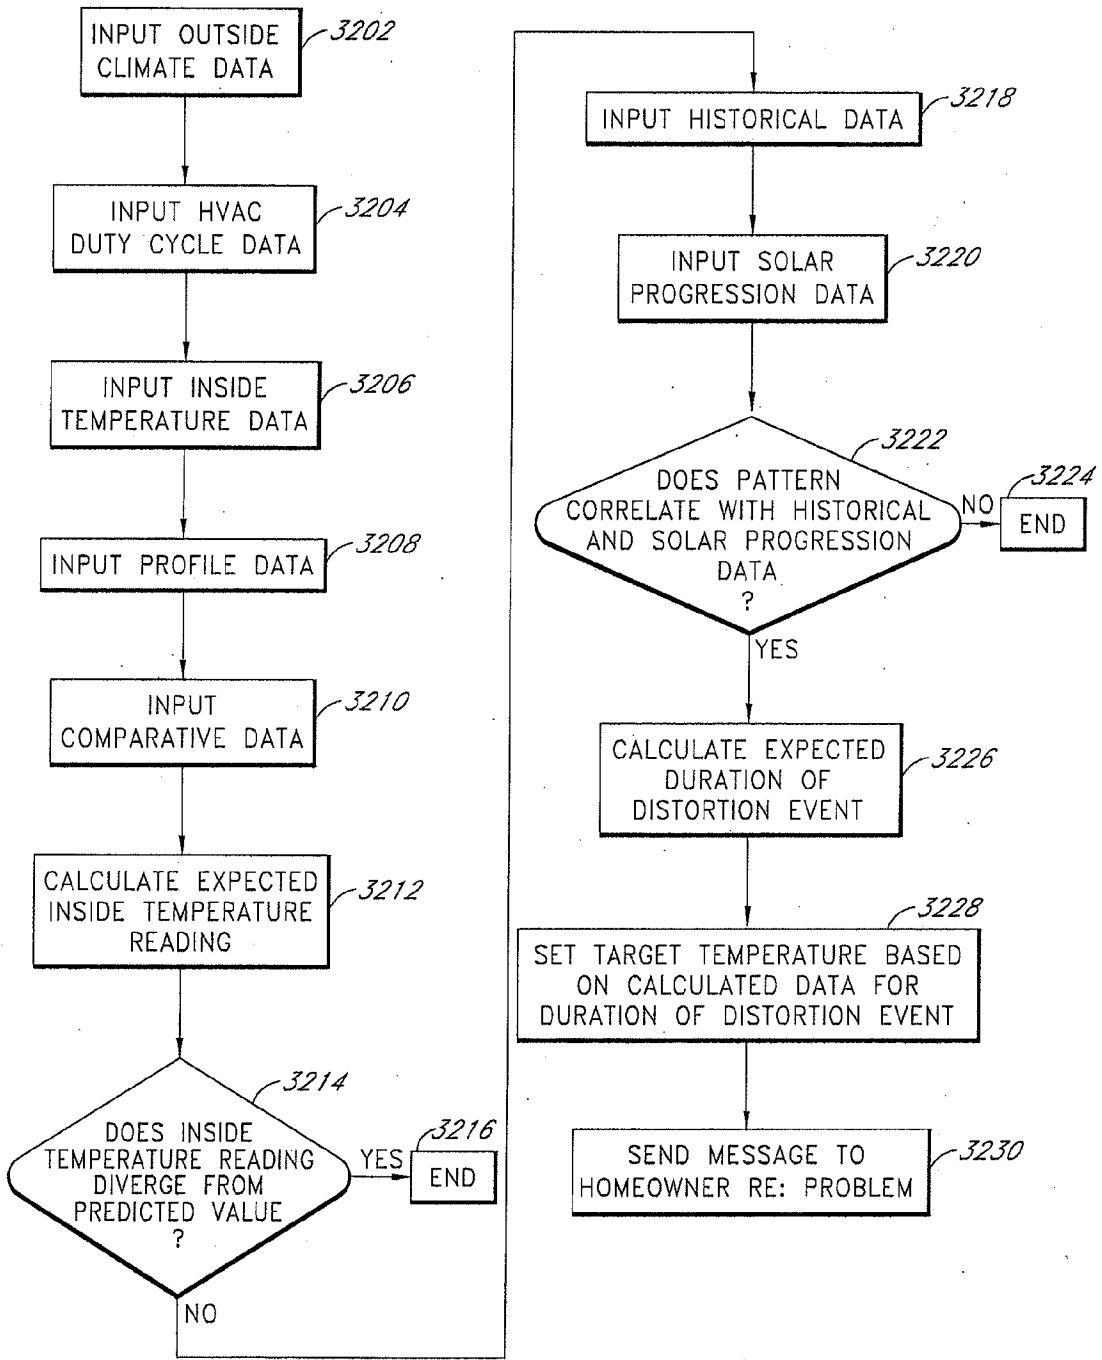 INPUT OUTSIDE
CLIMATE DATA
3202
INPUT HVAC
DUTY CYCLE DATA
3204
INPUT INSIDE
TEMPERATURE DATA
3206
INPUT PROFILE DATA
3208
INPUT
COMPARATIVE DATA
3210
CALCULATE EXPECTED
INSIDE TEMPERATURE
READING
3212
DOES INSIDE
TEMPERATURE READING
DIVERGE FROM
PREDICTED VALUE
?
3214
YES
END
3216
NO
INPUT HISTORICAL DATA
3218
INPUT SOLAR
PROGRESSION DATA
3220
DOES PATTERN
CORRELATE WITH HISTORICAL
AND SOLAR PROGRESSION
DATA
?
3222
NO
END
3224
YES
CALCULATE EXPECTED
DURATION OF
DISTORTION EVENT
3226
SET TARGET TEMPERATURE BASED
ON CALCULATED DATA FOR
DURATION OF DISTORTION EVENT
3228
SEND MESSAGE TO
HOMEOWNER RE: PROBLEM
3230